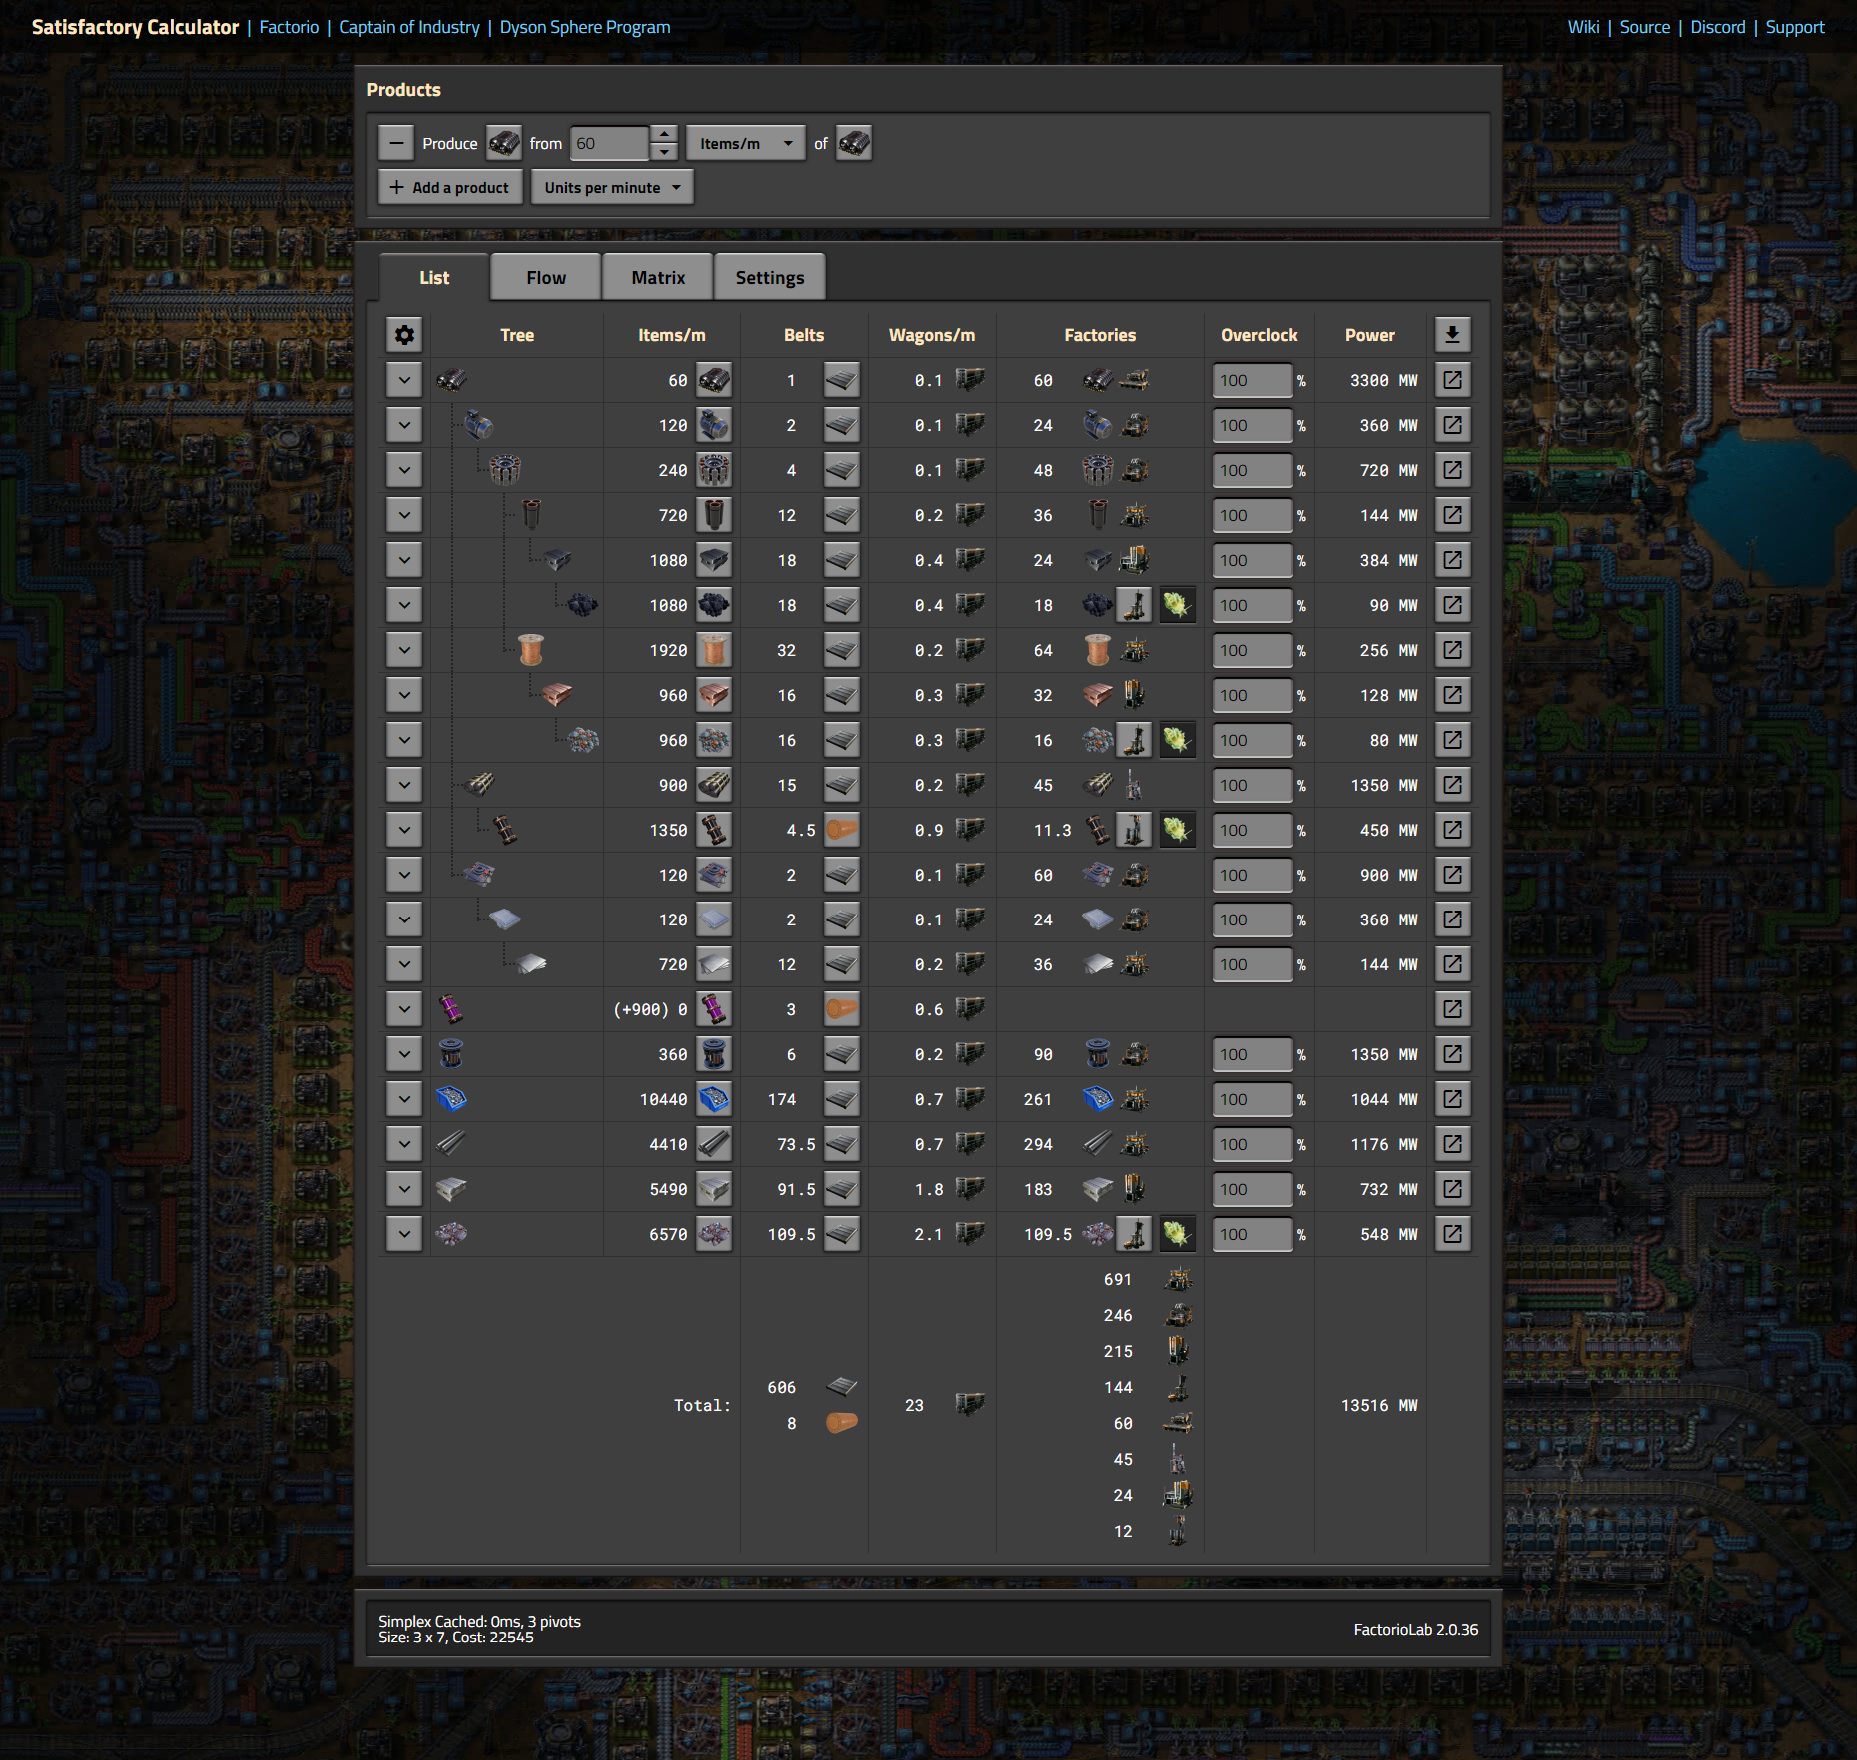 Satisfactory Calculator | Factorio | Captain of Industry | Dyson Sphere Program
Wiki | Source | Discord | Support
Products
Produce from 60 Items/m of
Add a product Units per minute
List Flow Matrix Settings
Tree Items/m Belts Wagons/m Factories Overclock Power
60 1 0.1 60 100 % 3300 MW
120 2 0.1 24 100 % 360 MW
240 4 0.1 48 100 % 720 MW
720 12 0.2 36 100 % 144 MW
1080 18 0.4 24 100 % 384 MW
1080 18 0.4 18 100 % 90 MW
1920 32 0.2 64 100 % 256 MW
960 16 0.3 32 100 % 128 MW
960 16 0.3 16 100 % 80 MW
900 15 0.2 45 100 % 1350 MW
1350 4.5 0.9 11.3 100 % 450 MW
120 2 0.1 60 100 % 900 MW
120 2 0.1 24 100 % 360 MW
720 12 0.2 36 100 % 144 MW
(+900) 0 3 0.6
360 6 0.2 90 100 % 1350 MW
10440 174 0.7 261 100 % 1044 MW
4410 73.5 0.7 294 100 % 1176 MW
5490 91.5 1.8 183 100 % 732 MW
6570 109.5 2.1 109.5 100 % 548 MW
691
246
215
606 144
Total: 23 13516 MW
8 60
45
24
12
Simplex Cached: 0ms, 3 pivots
Size: 3 x 7, Cost: 22545
FactorioLab 2.0.36